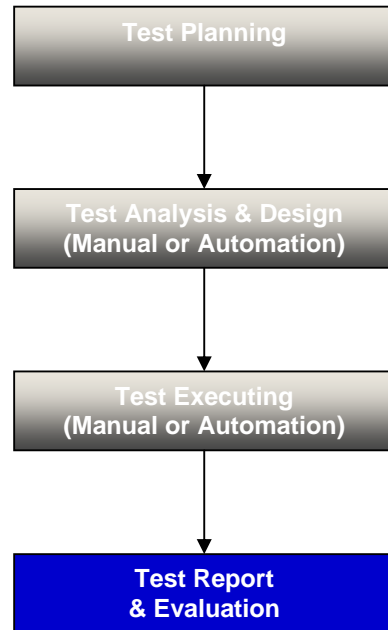 Test Planning
Test Analysis & Design
(Manual or Automation)
Test Executing
(Manual or Automation)
Test Report
& Evaluation